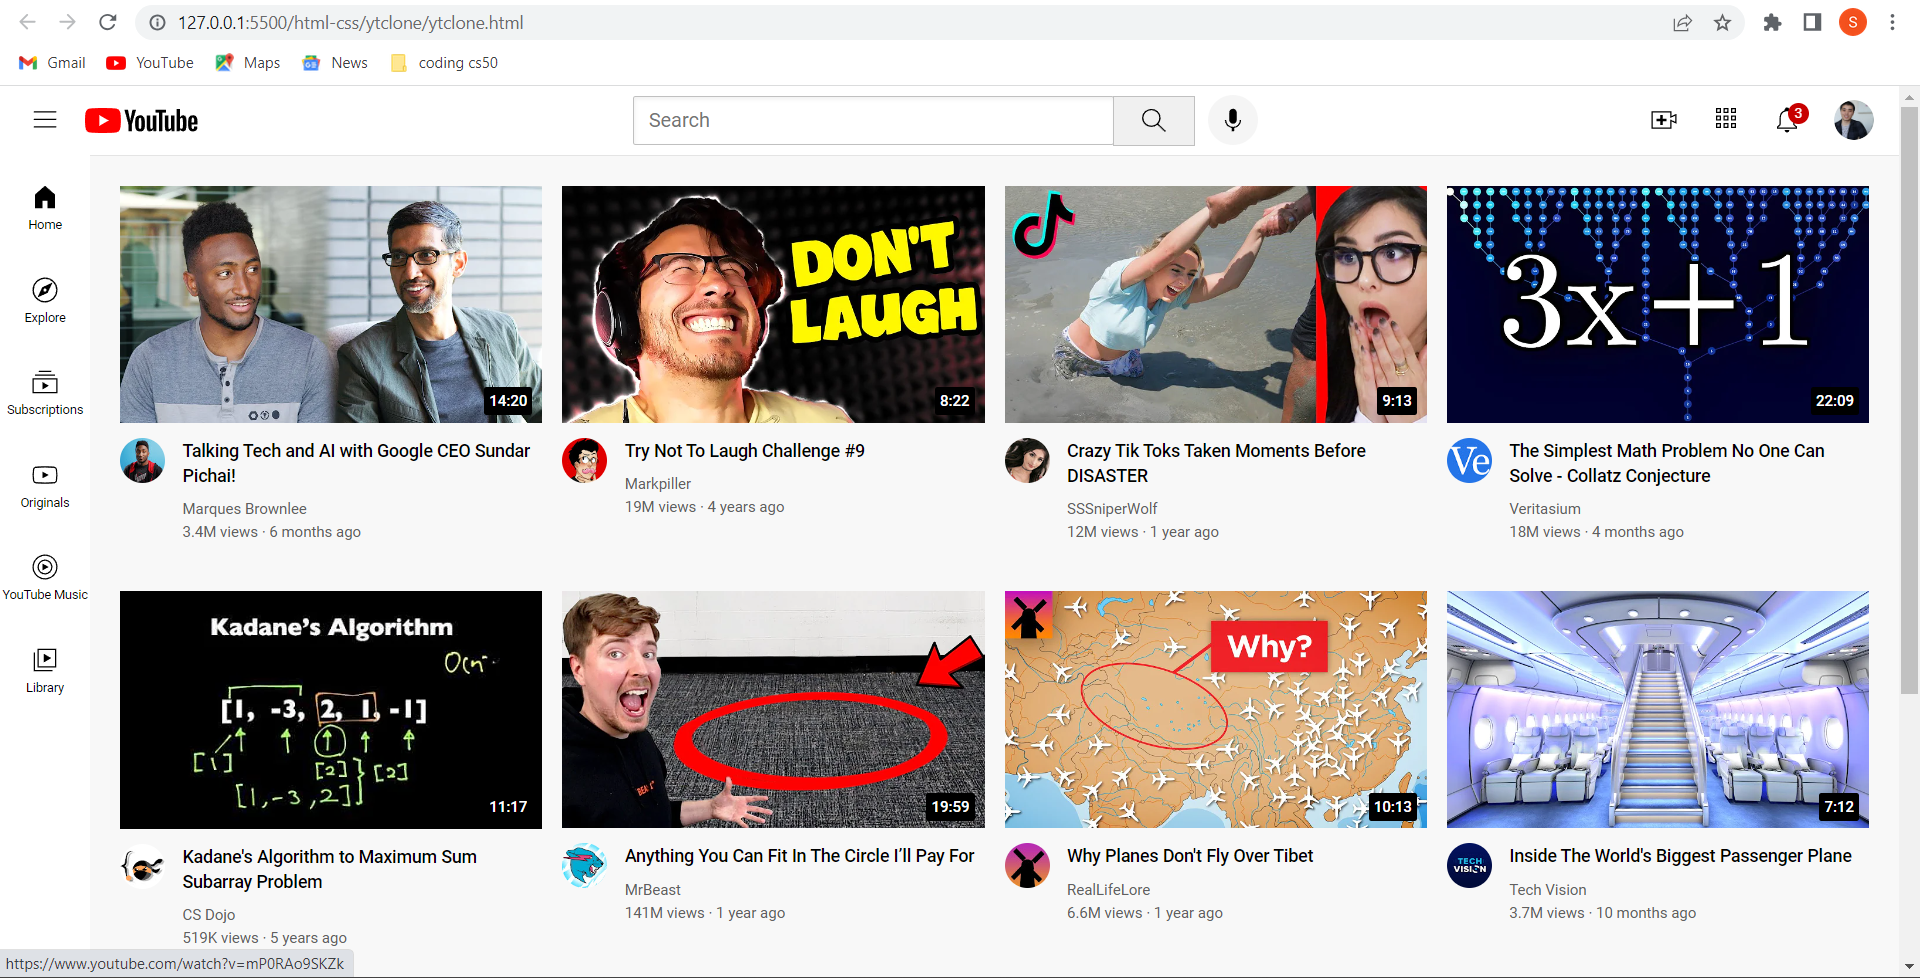 127.0.0.1:5500/html-css/ytclone/ytclone.html
S
Gmail
YouTube
Maps
News
coding cs50
YouTube
Search
3
Home
Explore
Subscriptions
Originals
YouTube Music
Library
14:20
Talking Tech and AI with Google CEO Sundar
Pichai!
Marques Brownlee
3.4M views · 6 months ago
DON'T
LAUGH
8:22
Try Not To Laugh Challenge #9
Markpiller
19M views · 4 years ago
9:13
Crazy Tik Toks Taken Moments Before
DISASTER
SSSniperWolf
12M views · 1 year ago
3x+1
22:09
Ve
The Simplest Math Problem No One Can
Solve - Collatz Conjecture
Veritasium
18M views · 4 months ago
Kadane's Algorithm
[1, -3, 2, 1, -1]
[1]
[2]
[2]
[1, -3, 2]
11:17
Kadane's Algorithm to Maximum Sum
Subarray Problem
CS Dojo
519K views · 5 years ago
19:59
Anything You Can Fit In The Circle I’ll Pay For
MrBeast
141M views · 1 year ago
Why?
10:13
Why Planes Don't Fly Over Tibet
RealLifeLore
6.6M views · 1 year ago
7:12
TECH
VISION
Inside The World's Biggest Passenger Plane
Tech Vision
3.7M views · 10 months ago
https://www.youtube.com/watch?v=mP0RAo9SKZk